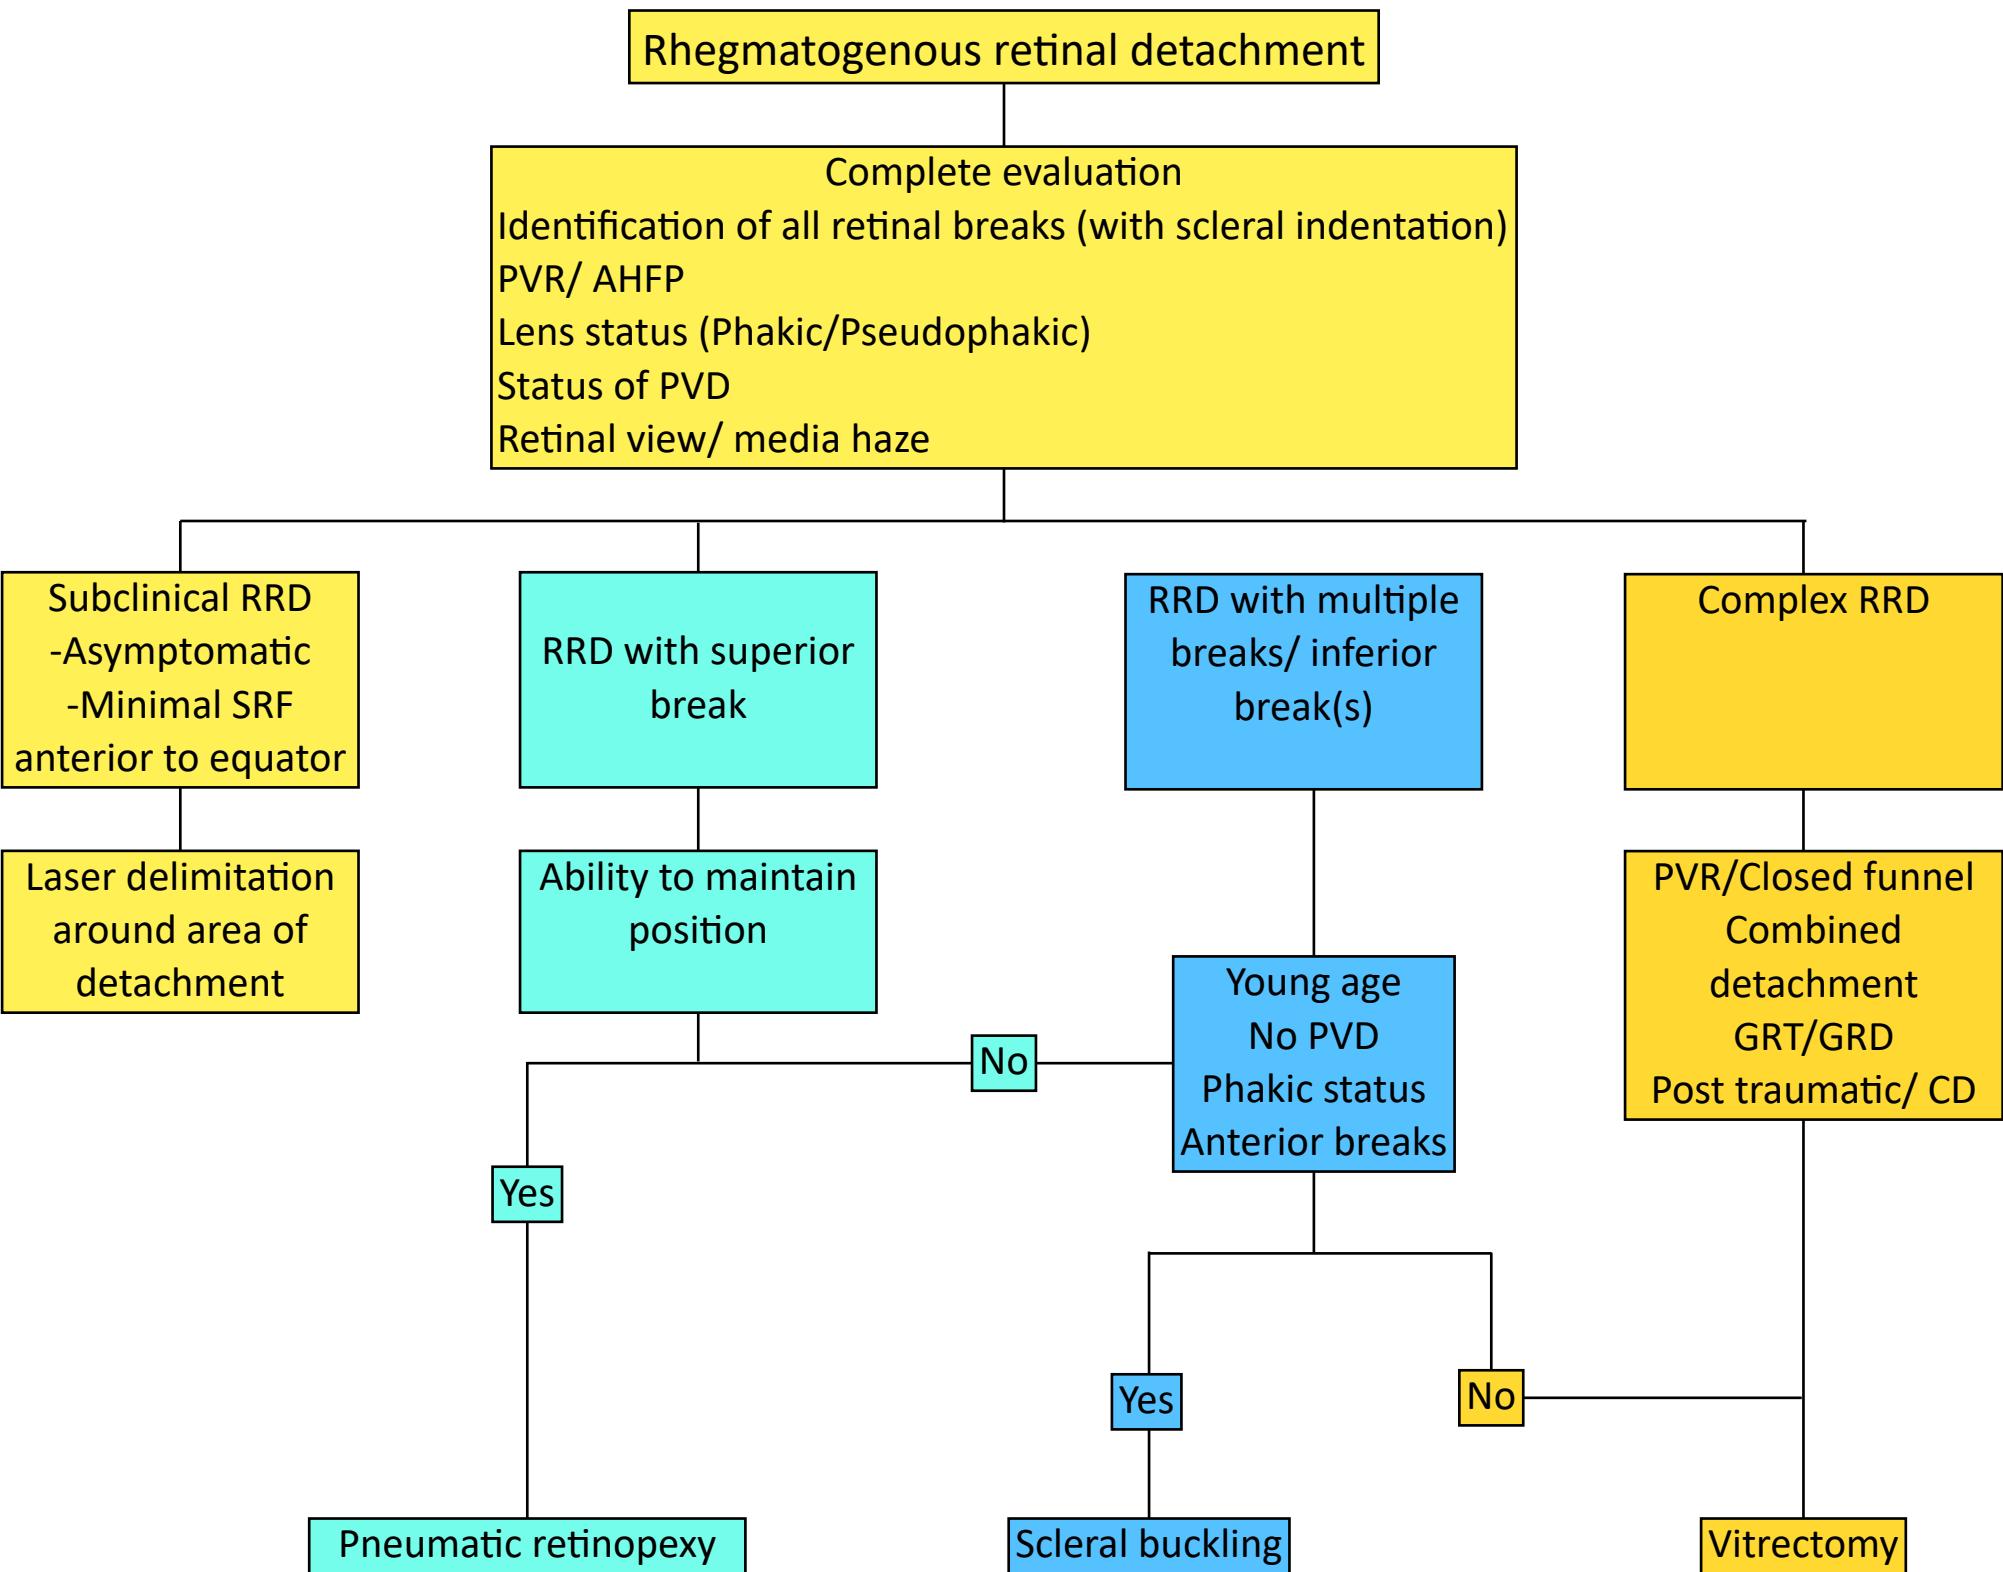 Rhegmatogenous retinal detachment
Complete evaluation
Identification of all retinal breaks (with scleral indentation)
PVR/ AHFP
Lens status (Phakic/Pseudophakic)
Status of PVD
Retinal view/ media haze
Subclinical RRD
-Asymptomatic
-Minimal SRF
anterior to equator
RRD with superior
break
RRD with multiple
breaks/ inferior
break(s)
Complex RRD
Laser delimitation
around area of
detachment
Ability to maintain
position
PVR/Closed funnel
Combined
detachment
GRT/GRD
Post traumatic/ CD
Young age
No PVD
Phakic status
Anterior breaks
No
Yes
Yes
No
Pneumatic retinopexy
Scleral buckling
Vitrectomy